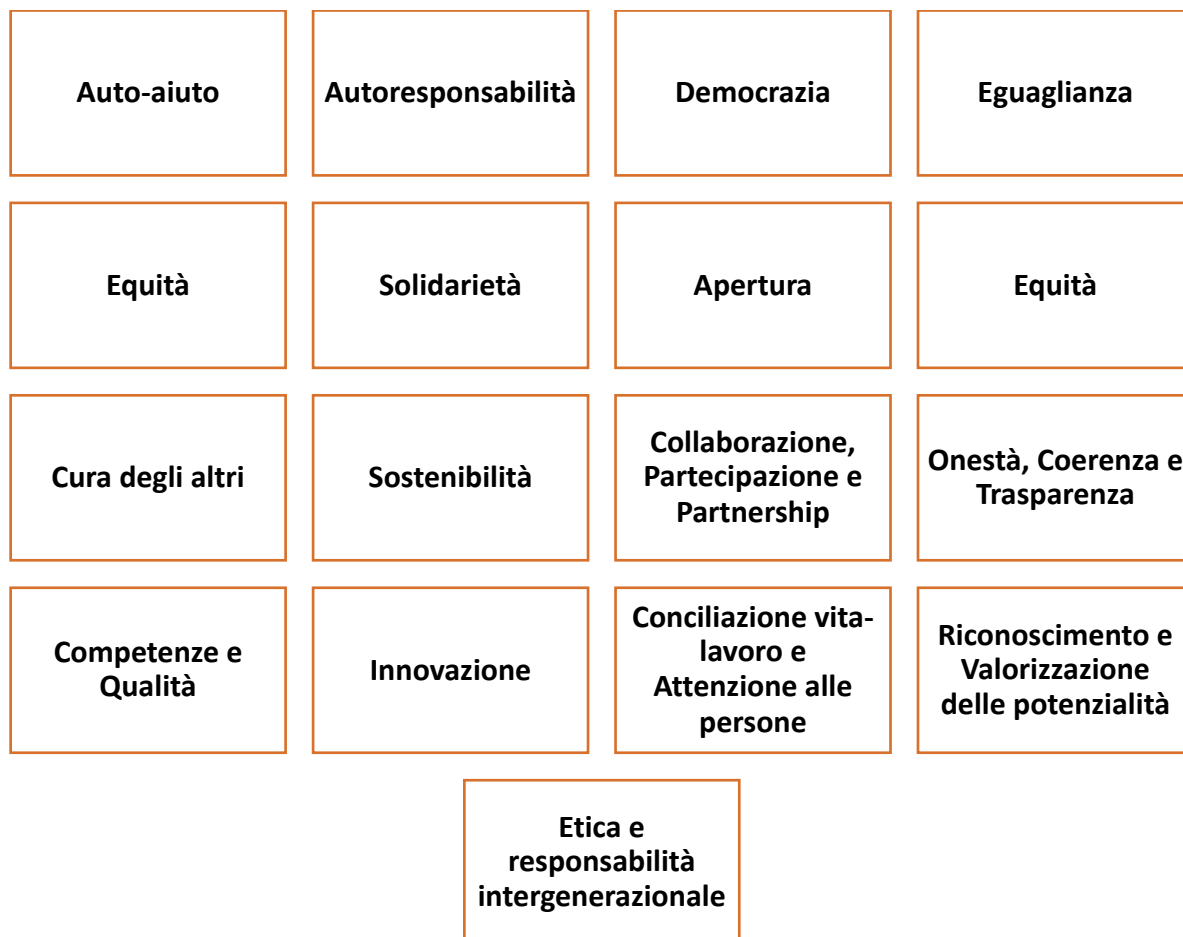 Auto-aiuto
Autoresponsabilità
Democrazia
Eguaglianza
Equità
Solidarietà
Apertura
Equità
Cura degli altri
Sostenibilità
Collaborazione,
Partecipazione e
Partnership
Onestà, Coerenza e
Trasparenza
Competenze e
Qualità
Innovazione
Conciliazione vita-
lavoro e
Attenzione alle
persone
Riconoscimento e
Valorizzazione
delle potenzialità
Etica e
responsabilità
intergenerazionale